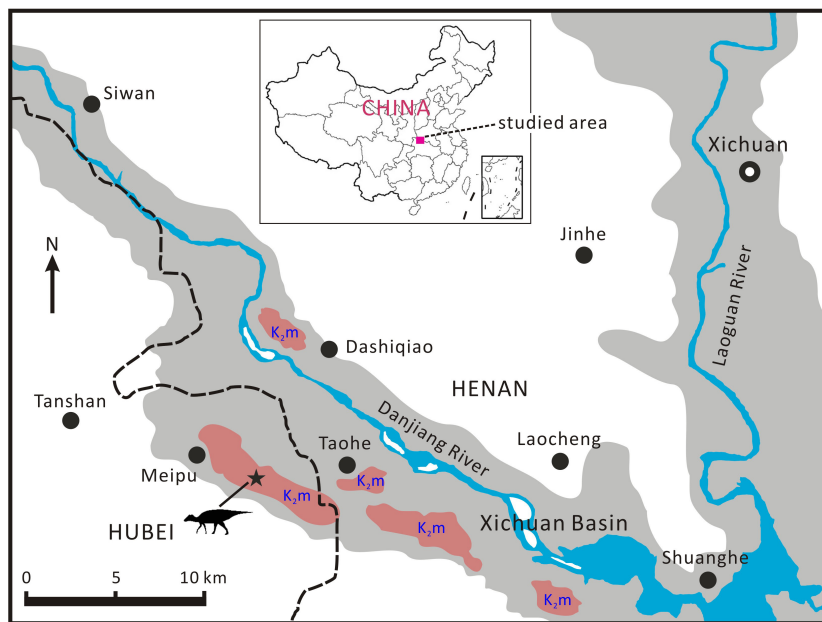 Siwan
CHINA
studied area
Xichuan
N
Jinhe
Laoguan River
K₂m
Dashiqiao
HENAN
Tanshan
Danjiang River
Taohe
Laocheng
Meipu
K₂m
K₂m
K₂m
HUBEI
Xichuan Basin
Shuanghe
0 5 10 km
K₂m